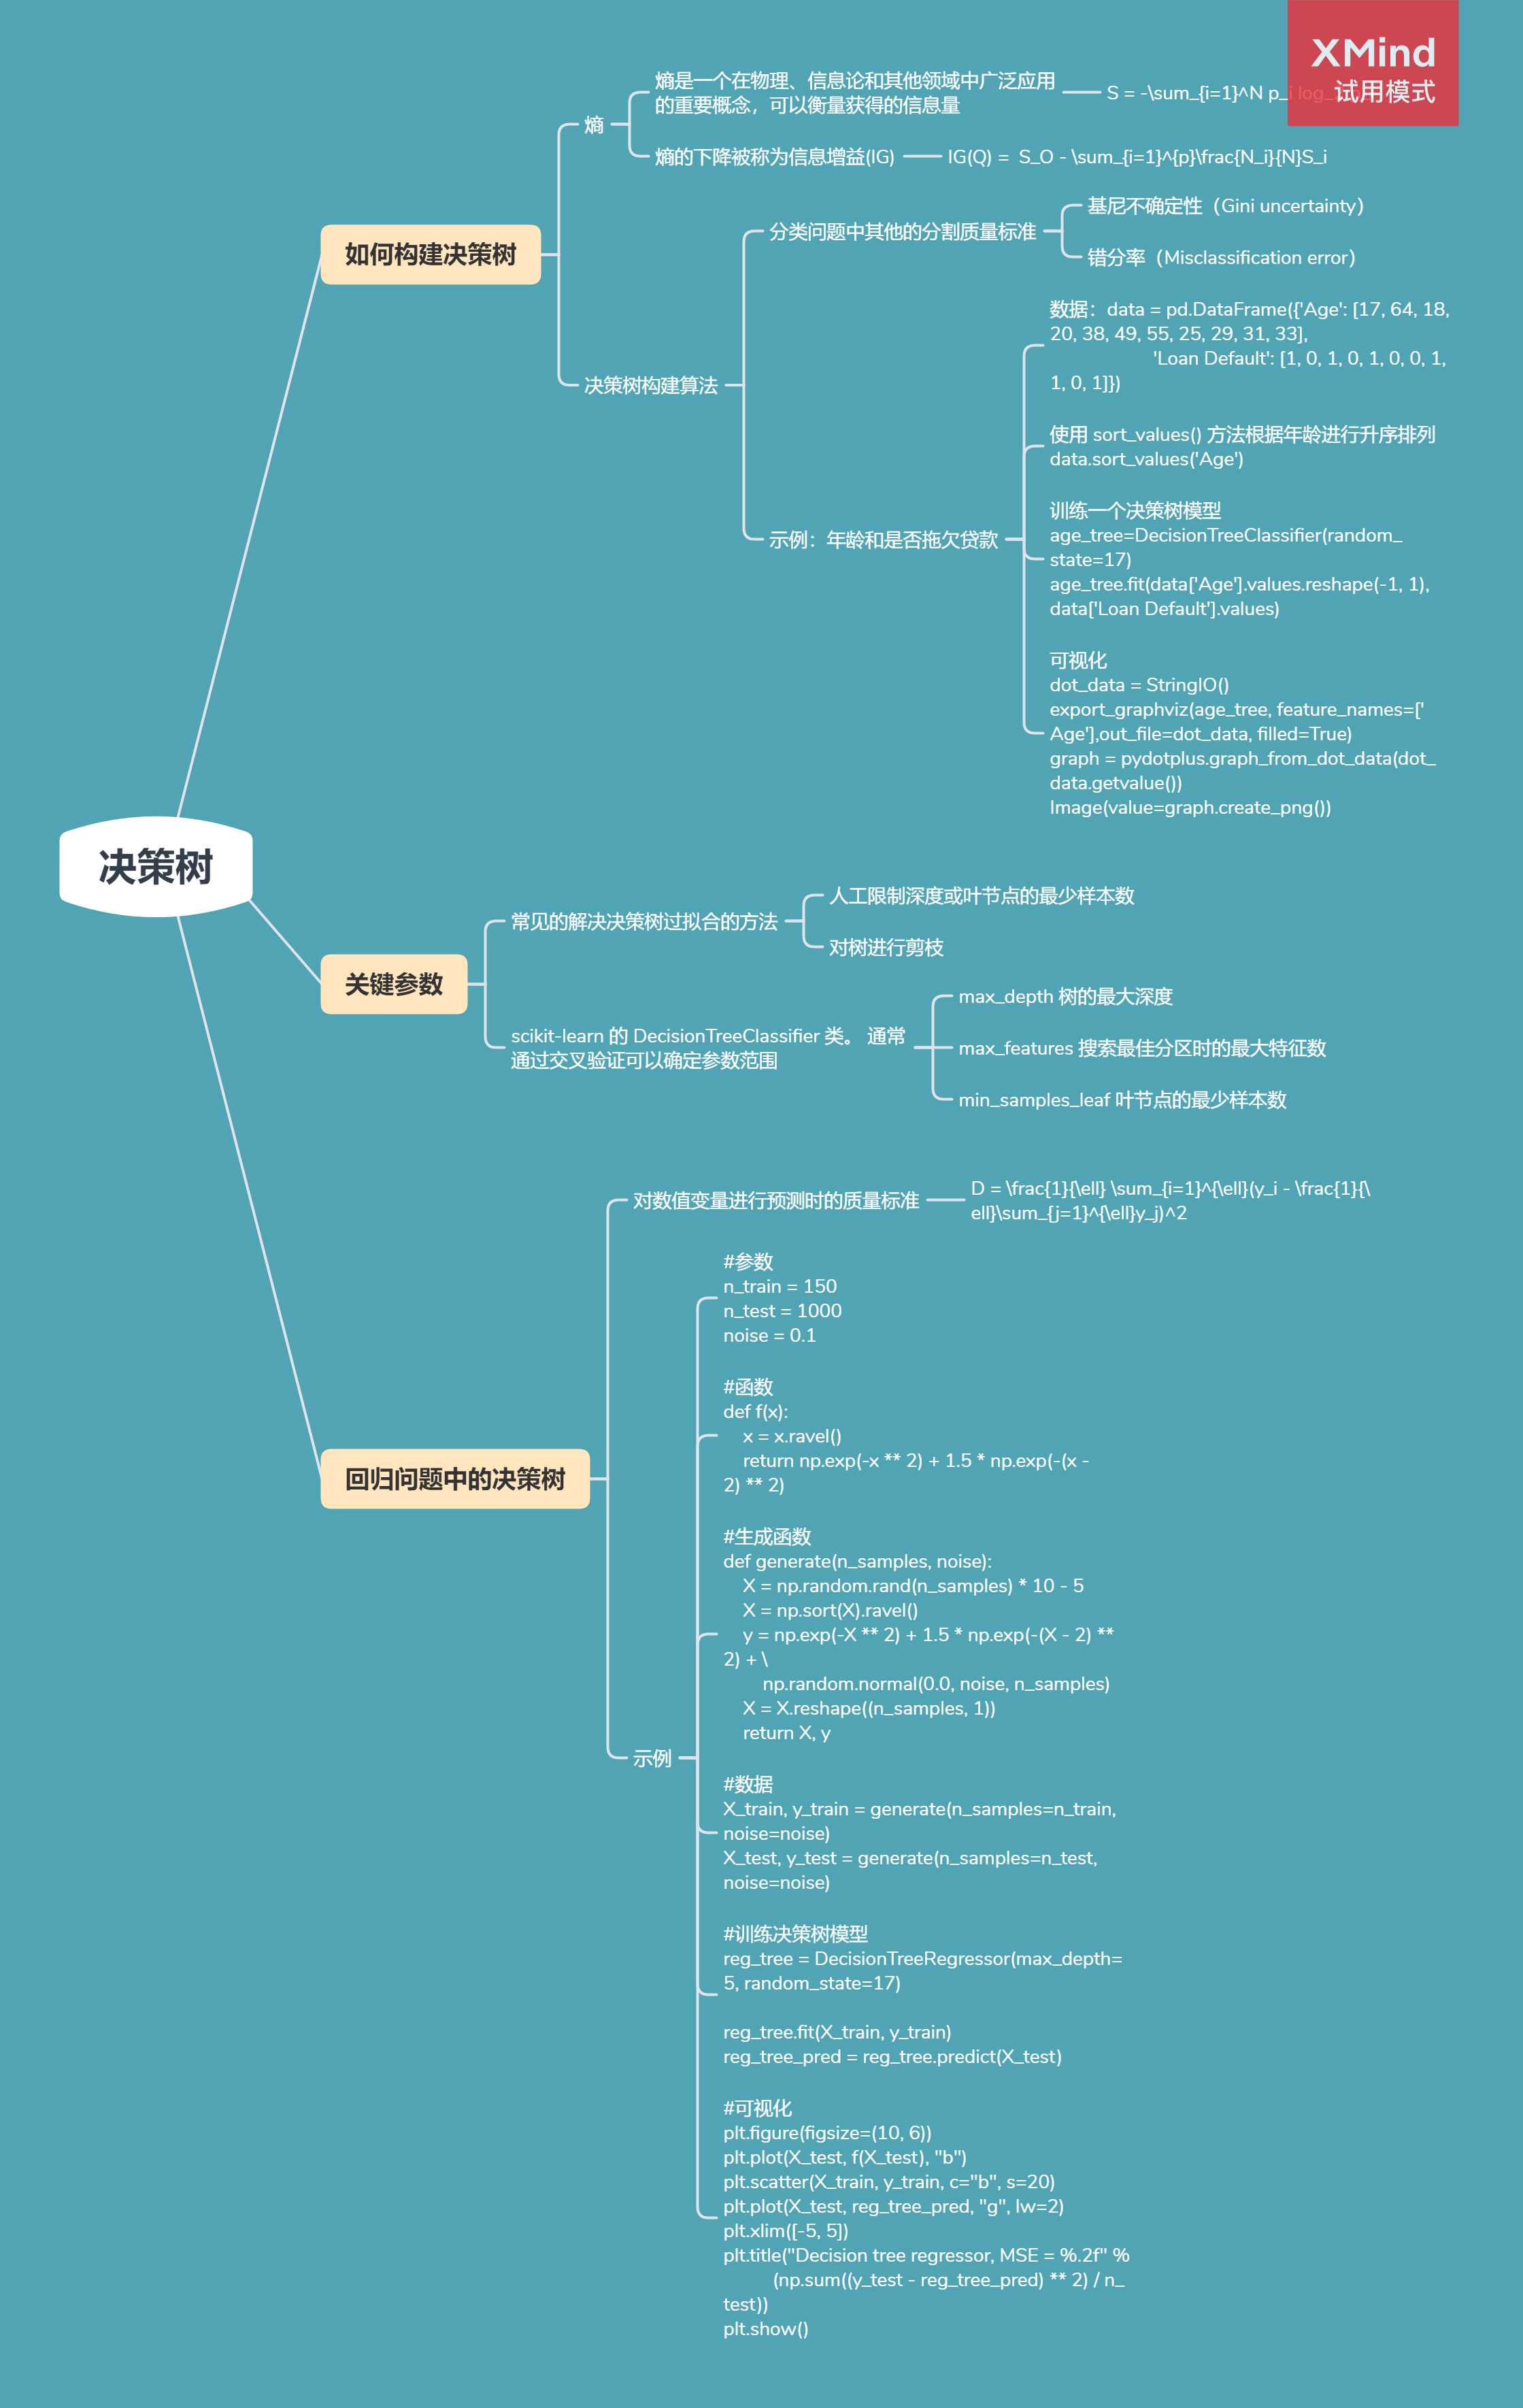 XMind
试用模式
熵是一个在物理、信息论和其他领域中广泛应用
的重要概念，可以衡量获得的信息量
S = -\sum_{i=1}^N p_i log_
熵
熵的下降被称为信息增益(IG)
IG(Q) =  S_O - \sum_{i=1}^{p}\frac{N_i}{N}S_i
如何构建决策树
分类问题中其他的分割质量标准
基尼不确定性（Gini uncertainty）
错分率（Misclassification error）
决策树构建算法
示例：年龄和是否拖欠贷款
数据：data = pd.DataFrame({'Age': [17, 64, 18,
20, 38, 49, 55, 25, 29, 31, 33],
'Loan Default': [1, 0, 1, 0, 1, 0, 0, 1,
1, 0, 1]})
使用 sort_values() 方法根据年龄进行升序排列
data.sort_values('Age')
训练一个决策树模型
age_tree=DecisionTreeClassifier(random_
state=17)
age_tree.fit(data['Age'].values.reshape(-1, 1),
data['Loan Default'].values)
可视化
dot_data = StringIO()
export_graphviz(age_tree, feature_names=['
Age'],out_file=dot_data, filled=True)
graph = pydotplus.graph_from_dot_data(dot_
data.getvalue())
Image(value=graph.create_png())
决策树
关键参数
常见的解决决策树过拟合的方法
人工限制深度或叶节点的最少样本数
对树进行剪枝
scikit-learn 的 DecisionTreeClassifier 类。 通常
通过交叉验证可以确定参数范围
max_depth 树的最大深度
max_features 搜索最佳分区时的最大特征数
min_samples_leaf 叶节点的最少样本数
回归问题中的决策树
对数值变量进行预测时的质量标准
D = \frac{1}{\ell} \sum_{i=1}^{\ell}(y_i - \frac{1}{\
ell}\sum_{j=1}^{\ell}y_j)^2
示例
#参数
n_train = 150
n_test = 1000
noise = 0.1
#函数
def f(x):
x = x.ravel()
return np.exp(-x ** 2) + 1.5 * np.exp(-(x -
2) ** 2)
#生成函数
def generate(n_samples, noise):
X = np.random.rand(n_samples) * 10 - 5
X = np.sort(X).ravel()
y = np.exp(-X ** 2) + 1.5 * np.exp(-(X - 2) **
2) + \
np.random.normal(0.0, noise, n_samples)
X = X.reshape((n_samples, 1))
return X, y
#数据
X_train, y_train = generate(n_samples=n_train,
noise=noise)
X_test, y_test = generate(n_samples=n_test,
noise=noise)
#训练决策树模型
reg_tree = DecisionTreeRegressor(max_depth=
5, random_state=17)
reg_tree.fit(X_train, y_train)
reg_tree_pred = reg_tree.predict(X_test)
#可视化
plt.figure(figsize=(10, 6))
plt.plot(X_test, f(X_test), "b")
plt.scatter(X_train, y_train, c="b", s=20)
plt.plot(X_test, reg_tree_pred, "g", lw=2)
plt.xlim([-5, 5])
plt.title("Decision tree regressor, MSE = %.2f" %
(np.sum((y_test - reg_tree_pred) ** 2) / n_
test))
plt.show()